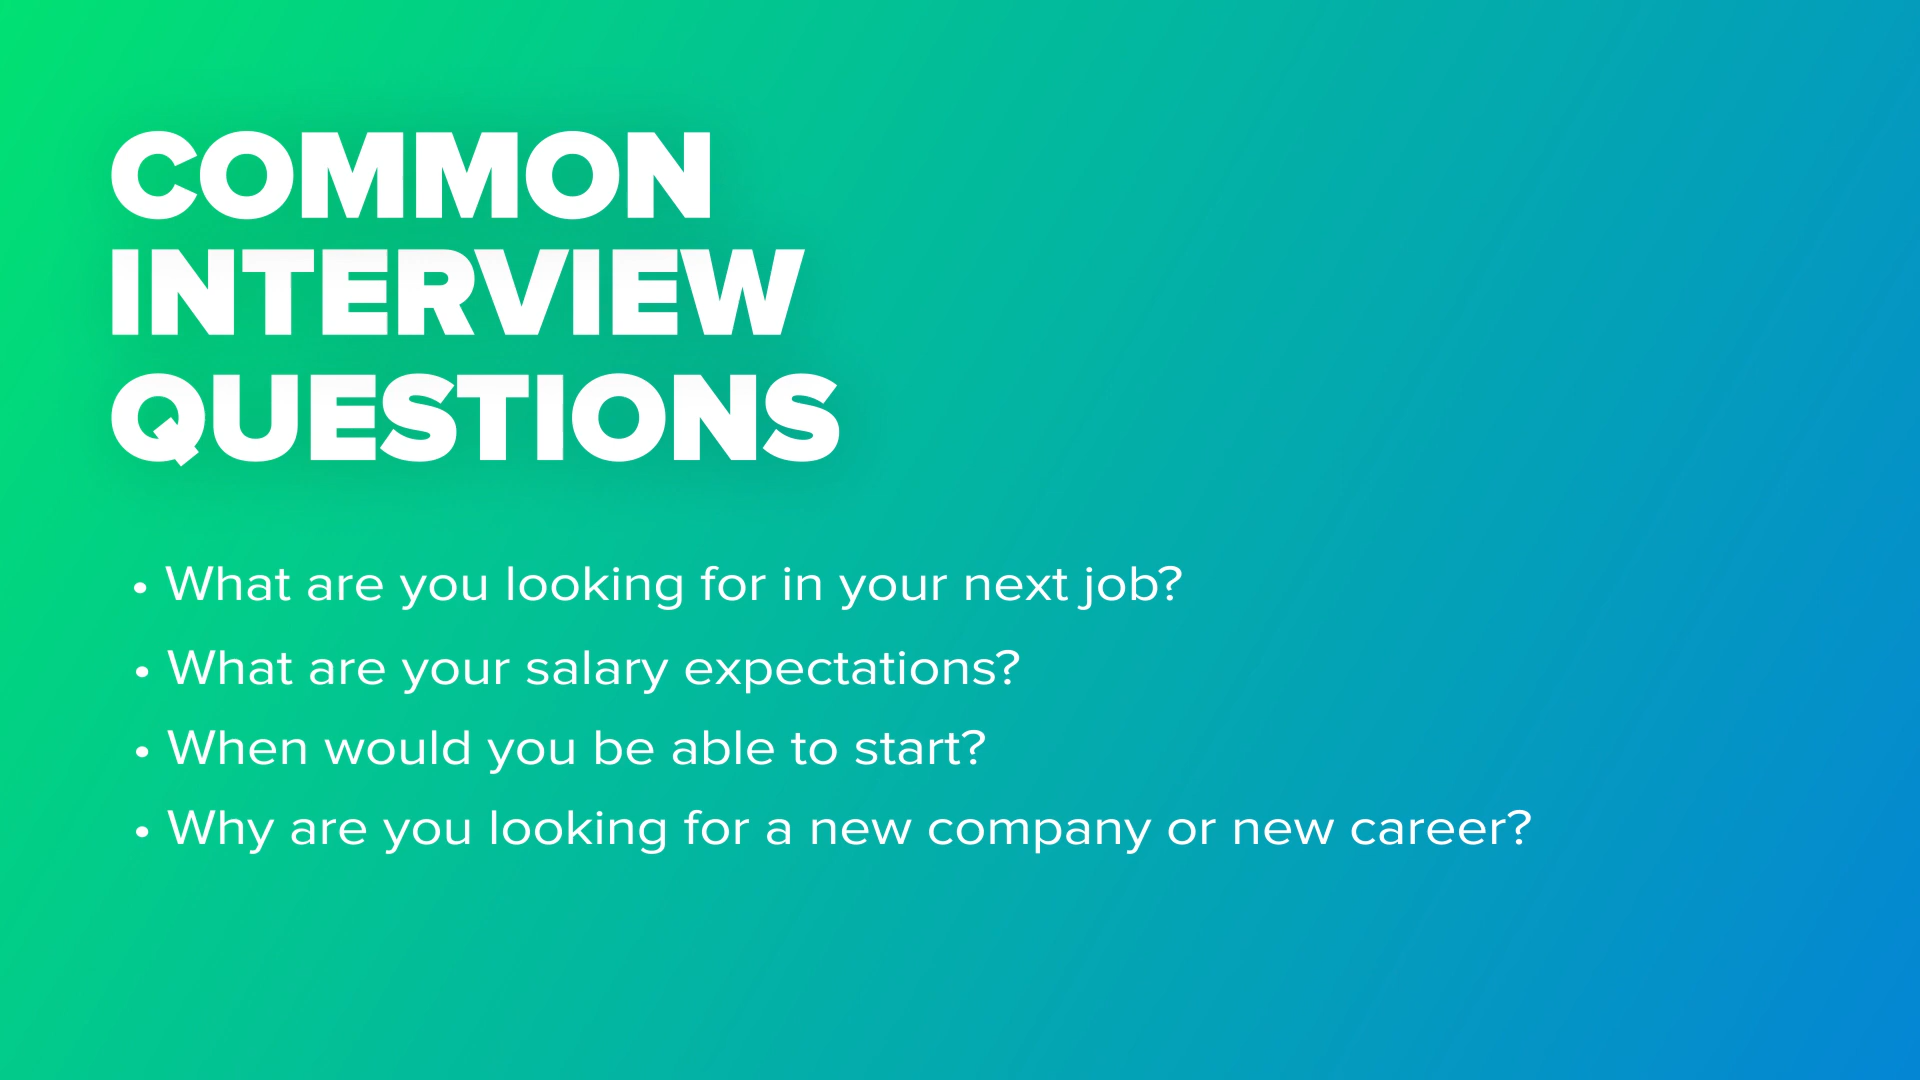 COMMON
INTERVIEW
QUESTIONS
• What are you looking for in your next job?
• What are your salary expectations?
• When would you be able to start?
• Why are you looking for a new company or new career?